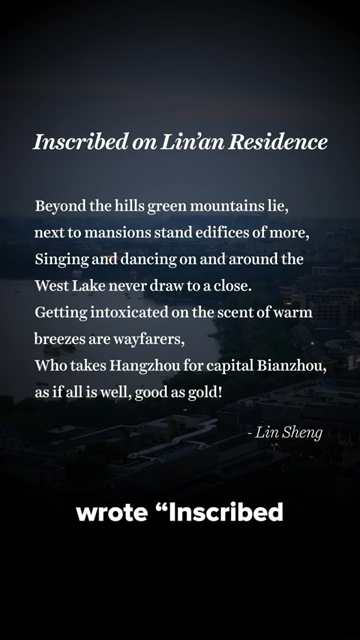 Inscribed on Lin'an Residence
Beyond the hills green mountains lie,
next to mansions stand edifices of more,
Singing and dancing on and around the
West Lake never draw to a close.
Getting intoxicated on the scent of warm
breezes are wayfarers,
Who takes Hangzhou for capital Bianzhou,
as if all is well, good as gold!
- Lin Sheng
wrote “Inscribed